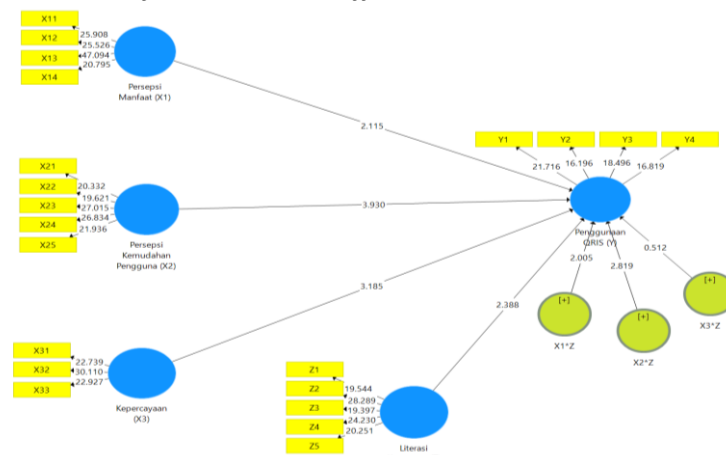 X11
X12
X13
X14
25.908
25.526
47.094
20.795
Persepsi
Manfaat (X1)
2.115
Y1
Y2
Y3
Y4
21.716
16.196
18.496
16.819
X21
X22
X23
X24
X25
20.332
19.621
27.015
26.834
21.936
Persepsi
Kemudahan
Pengguna (X2)
3.930
Penggunaan
QRIS (Y)
2.005
2.819
0.512
[+]
X1^Z
[+]
X2^Z
[+]
X3^Z
3.185
2.388
X31
X32
X33
22.739
30.110
22.927
Kepercayaan
(X3)
Z1
Z2
Z3
Z4
Z5
19.544
28.289
19.397
24.230
20.251
Literasi